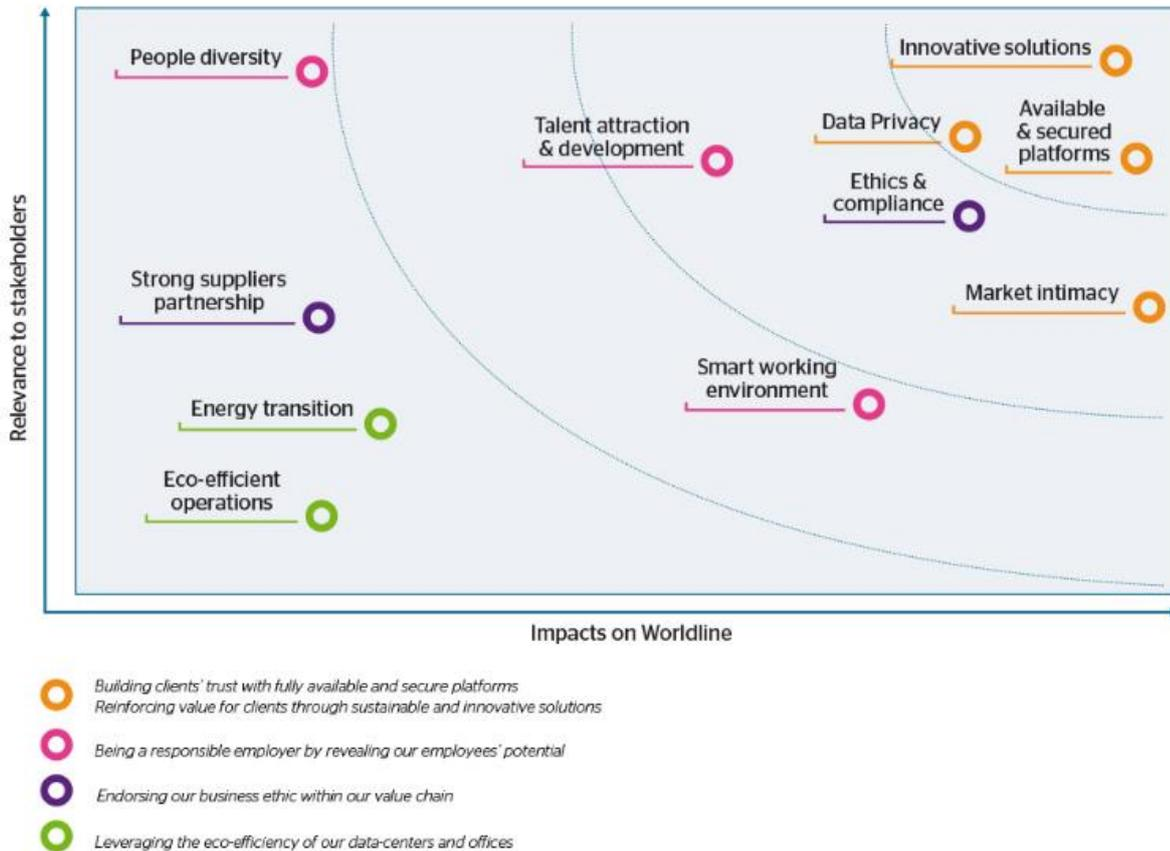 People diversity
Innovative solutions
Talent attraction
& development
Data Privacy
Available
& secured
platforms
Ethics &
compliance
Strong suppliers
partnership
Market intimacy
Smart working
environment
Energy transition
Eco-efficient
operations
Relevance to stakeholders
Impacts on Worldline
Building clients' trust with fully available and secure platforms
Reinforcing value for clients through sustainable and innovative solutions
Being a responsible employer by revealing our employees' potential
Endorsing our business ethic within our value chain
Leveraging the eco-efficiency of our data-centers and offices